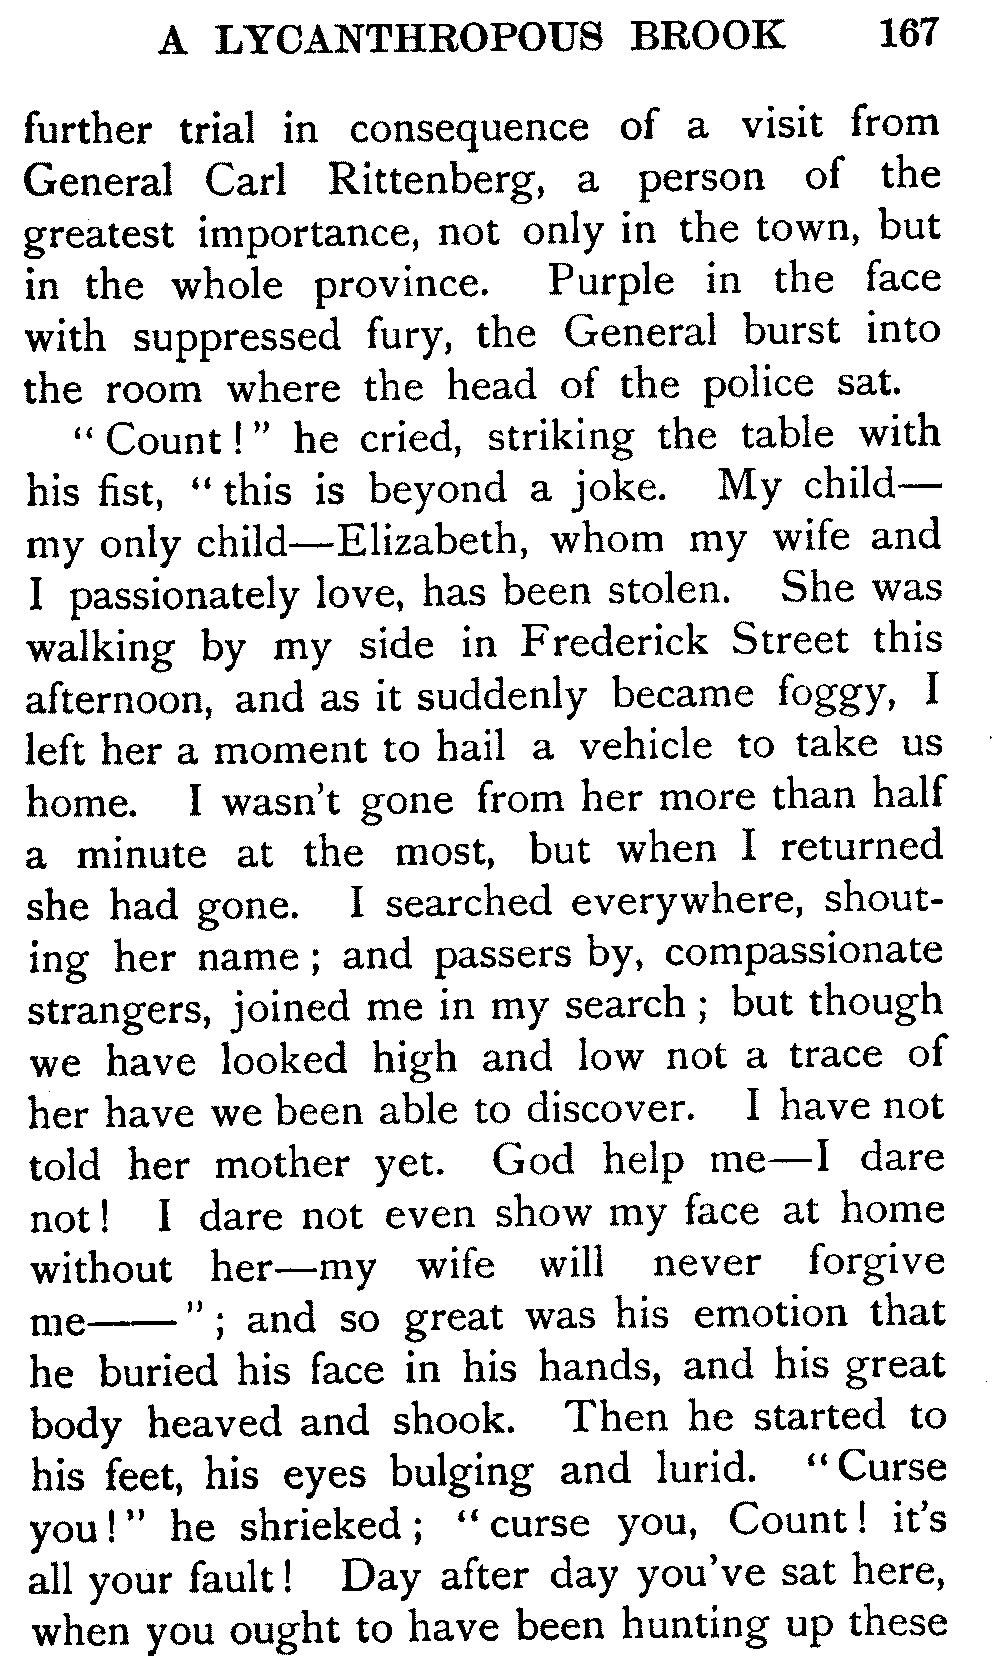 A LYCANTHROPOUS BROOK 167
further trial in consequence of a visit from
General Carl Rittenberg, a person of the
greatest importance, not only in the town, but
in the whole province. Purple in the face
with suppressed fury, the General burst into
the room where the head of the police sat.
"Count!" he cried, striking the table with
his fist, "this is beyond a joke. My child—
my only child—Elizabeth, whom my wife and
I passionately love, has been stolen. She was
walking by my side in Frederick Street this
afternoon, and as it suddenly became foggy, I
left her a moment to hail a vehicle to take us
home. I wasn't gone from her more than half
a minute at the most, but when I returned
she had gone. I searched everywhere, shout-
ing her name; and passers by, compassionate
strangers, joined me in my search; but though
we have looked high and low not a trace of
her have we been able to discover. I have not
told her mother yet. God help me—I dare
not! I dare not even show my face at home
without her—my wife will never forgive
me——"; and so great was his emotion that
he buried his face in his hands, and his great
body heaved and shook. Then he started to
his feet, his eyes bulging and lurid. "Curse
you!" he shrieked; "curse you, Count! it's
all your fault! Day after day you've sat here,
when you ought to have been hunting up these